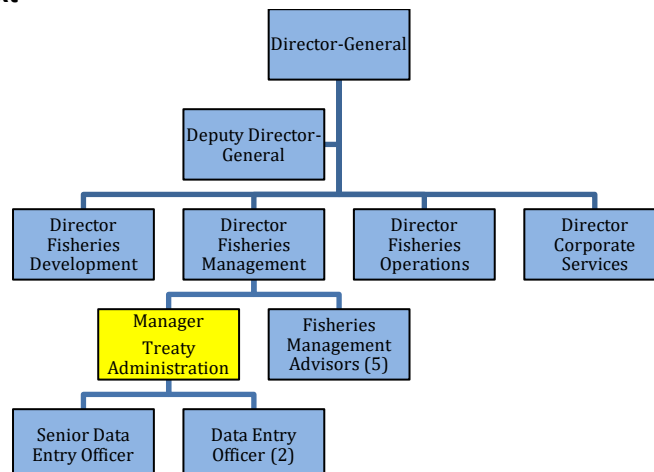 Director-General
Deputy Director-
General
Director
Fisheries
Development
Director
Fisheries
Management
Director
Fisheries
Operations
Director
Corporate
Services
Manager
Treaty
Administration
Fisheries
Management
Advisors (5)
Senior Data
Entry Officer
Data Entry
Officer (2)